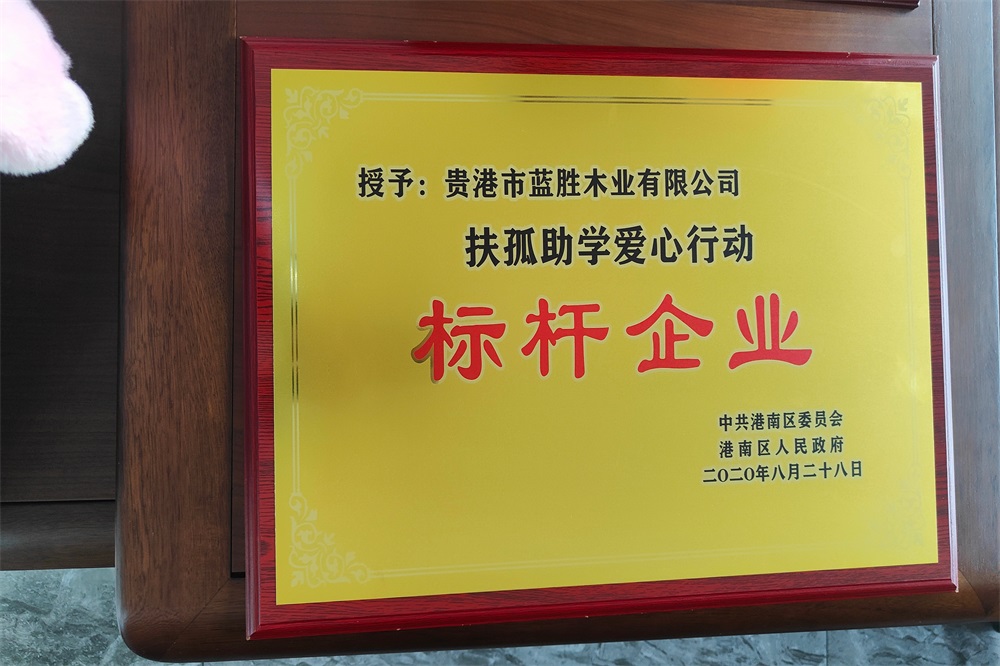 授予：贵港市蓝胜木业有限公司
扶孤助学爱心行动
标杆企业
中共港南区委员会
港南区人民政府
二〇二〇年八月二十八日